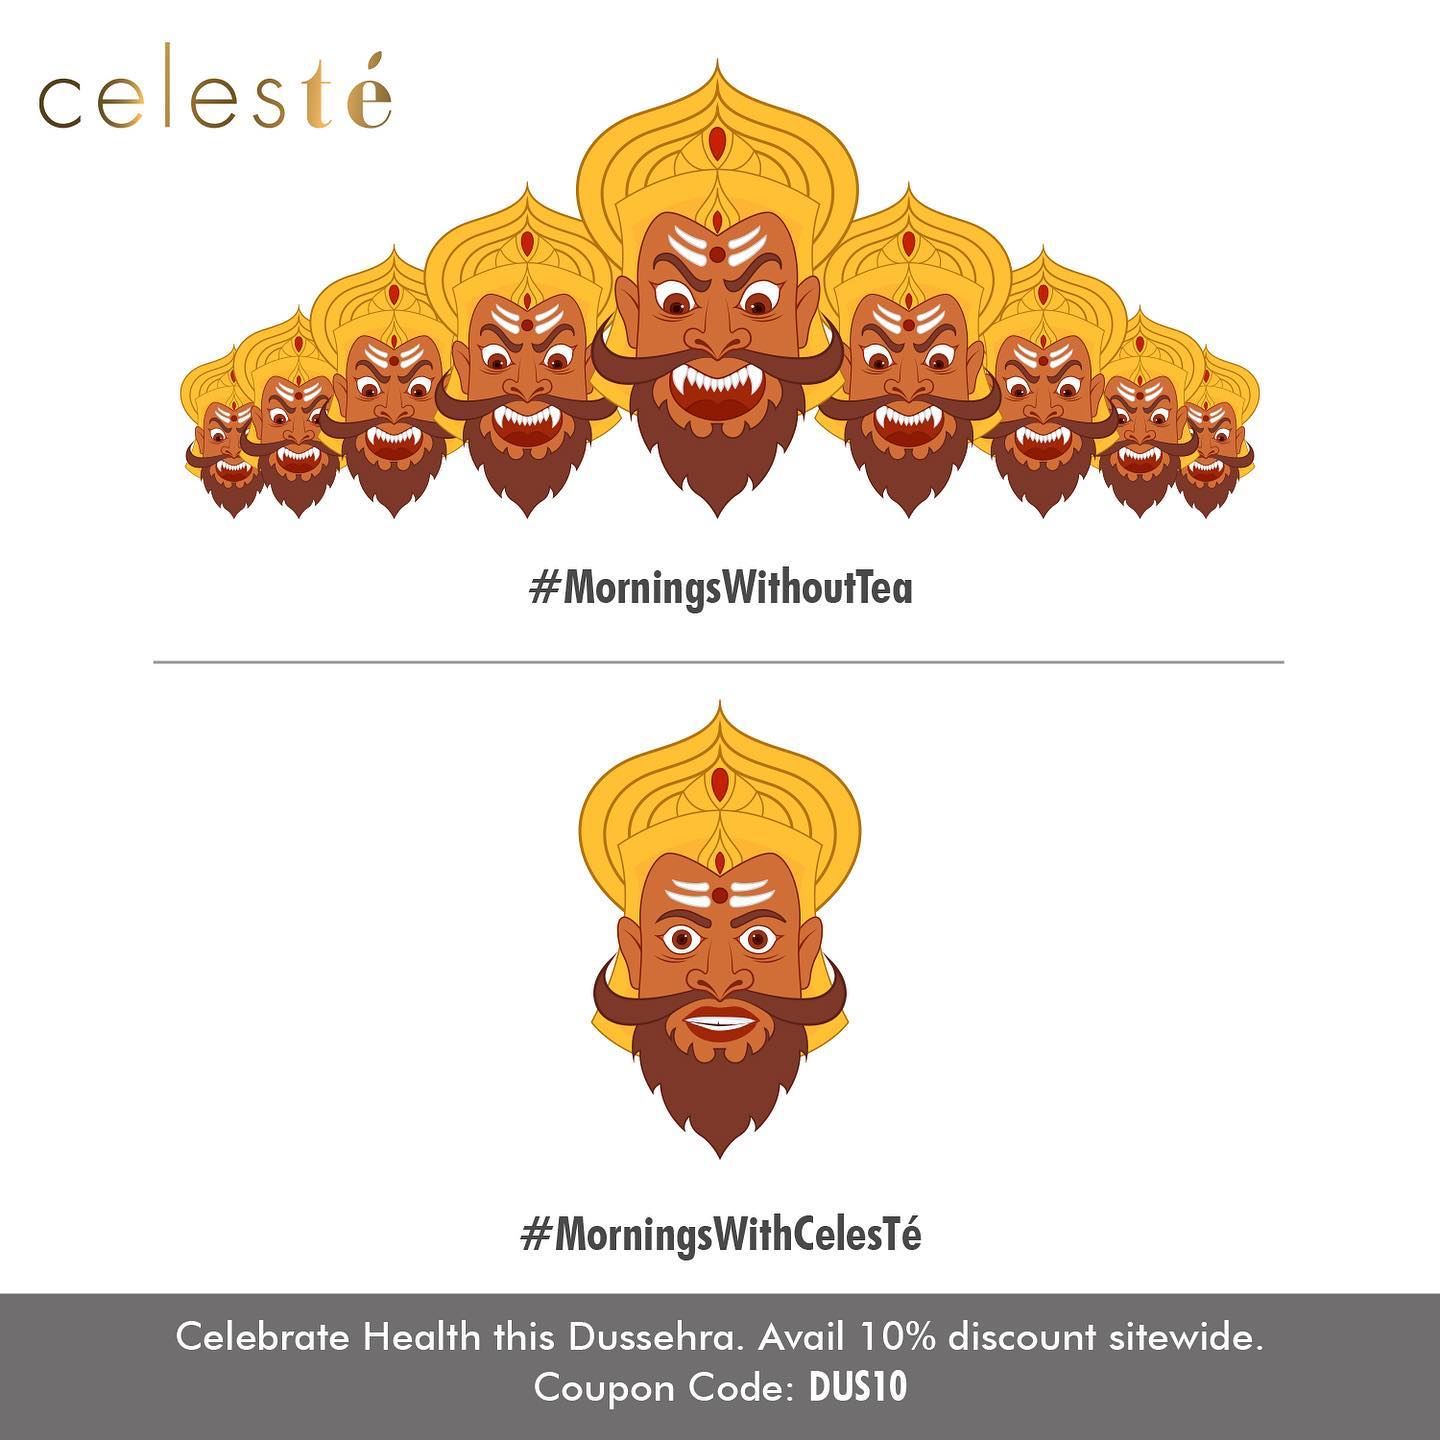 celesté
#MorningsWithoutTea
#MorningsWithCelesTé
Celebrate Health this Dussehra. Avail 10% discount sitewide.
Coupon Code: DUS10